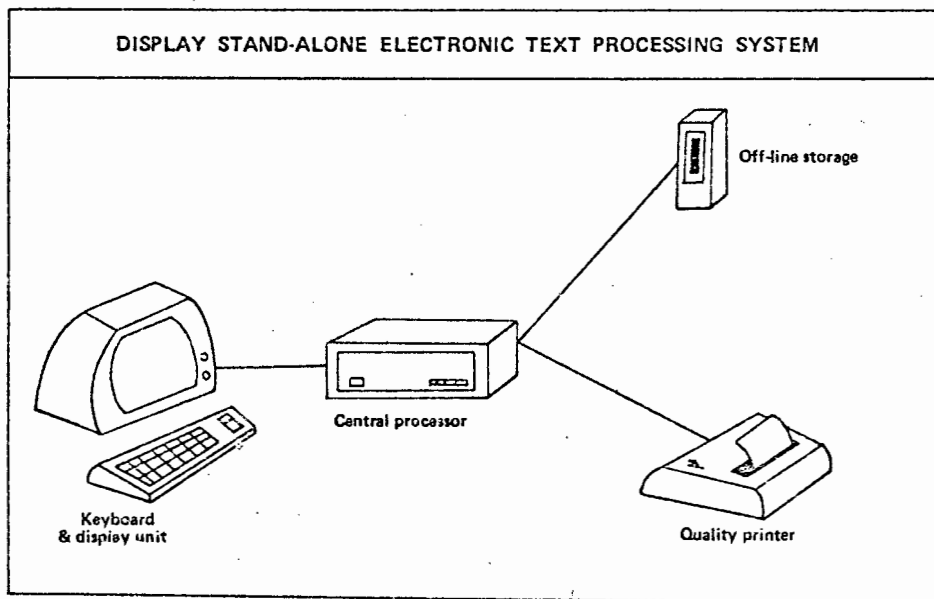 DISPLAY STAND-ALONE ELECTRONIC TEXT PROCESSING SYSTEM
Off-line storage
Central processor
Keyboard
& display unit
Quality printer